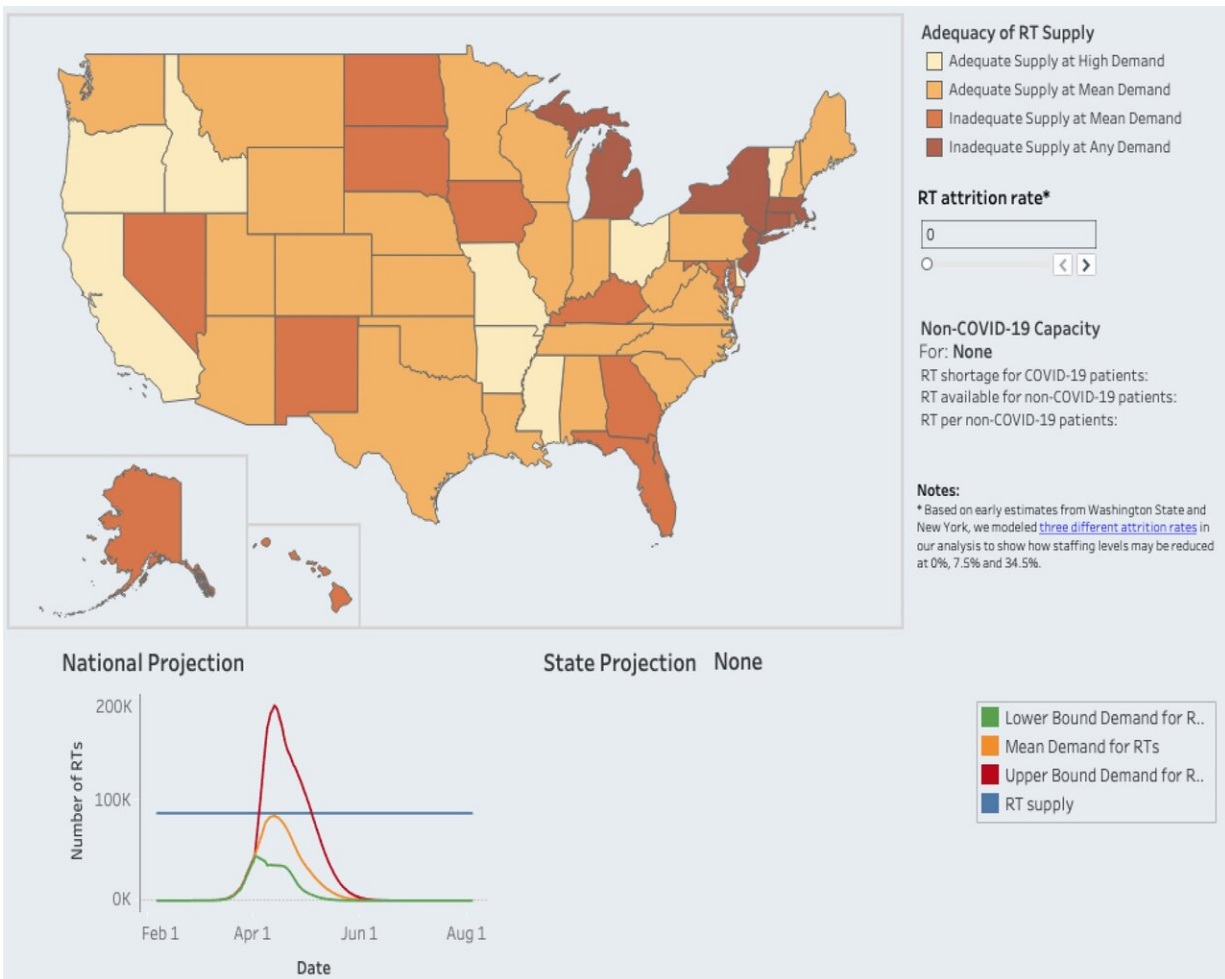 Adequacy of RT Supply
Adequate Supply at High Demand
Adequate Supply at Mean Demand
Inadequate Supply at Mean Demand
Inadequate Supply at Any Demand
RT attrition rate*
0
Non-COVID-19 Capacity
For: None
RT shortage for COVID-19 patients:
RT available for non-COVID-19 patients:
RT per non-COVID-19 patients:
Notes:
* Based on early estimates from Washington State and
New York, we modeled three different attrition rates in
our analysis to show how staffing levels may be reduced
at 0%, 7.5% and 34.5%.
National Projection
State Projection None
200K
100K
0K
Number of RTs
Feb 1 Apr 1 Jun 1 Aug 1
Date
Lower Bound Demand for R..
Mean Demand for RTs
Upper Bound Demand for R..
RT supply